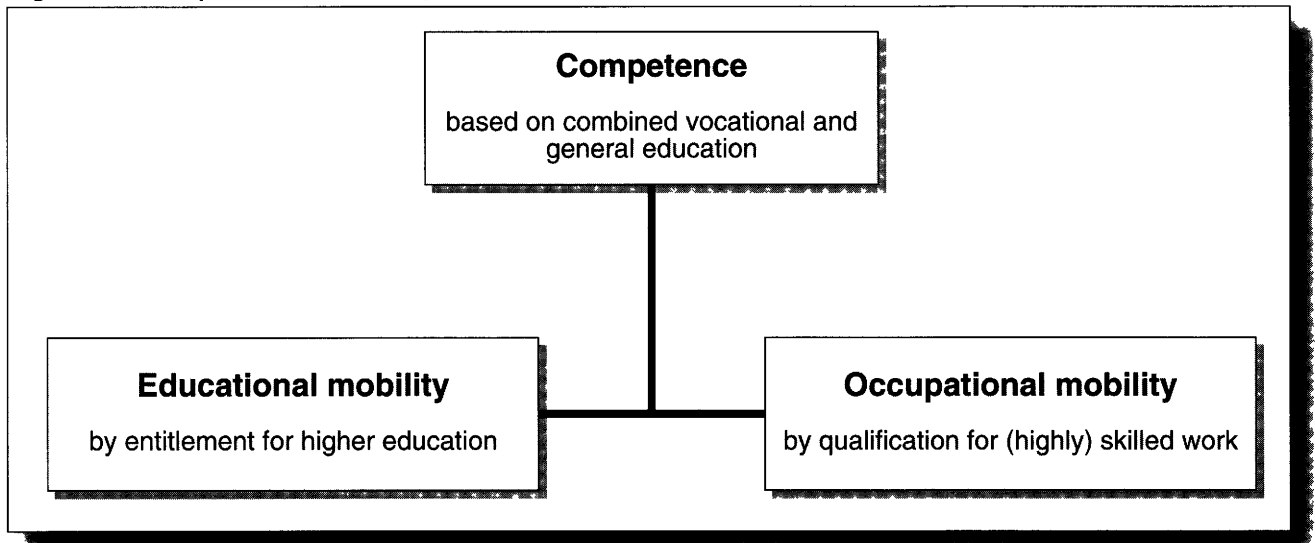 Competence
based on combined vocational and
general education
Educational mobility
by entitlement for higher education
Occupational mobility
by qualification for (highly) skilled work